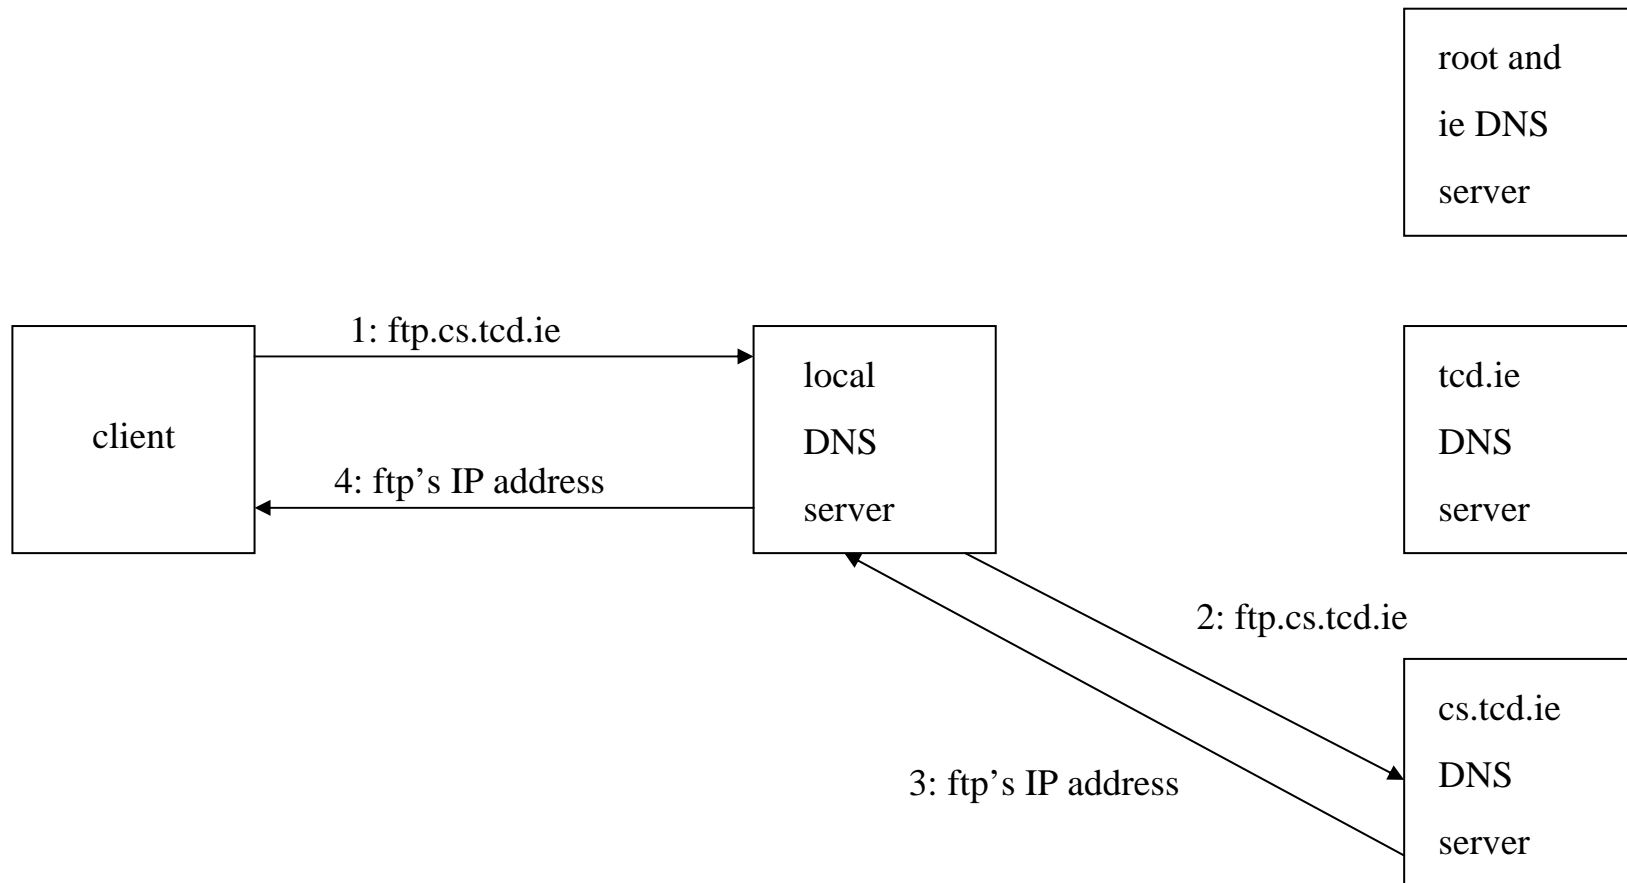 root and
ie DNS
server
1: ftp.cs.tcd.ie
client
4: ftp’s IP address
local
DNS
server
tcd.ie
DNS
server
2: ftp.cs.tcd.ie
3: ftp’s IP address
cs.tcd.ie
DNS
server